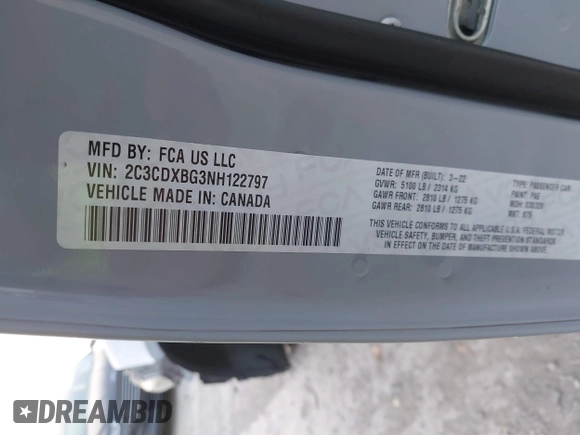 MFD BY: FCA US LLC
VIN: 2C3CDXBG3NH122797
VEHICLE MADE IN: CANADA
DATE OF MFR (BUILT): 3-22
GVWR: 5100 LB / 2314 KG
GAWR FRONT: 2810 LB / 1275 KG
GAWR REAR: 2810 LB / 1275 KG
TYPE: PASSENGER CAR
PAINT: PAE
THIS VEHICLE CONFORMS TO ALL APPLICABLE U.S.A. FEDERAL MOTOR
VEHICLE SAFETY, BUMPER, AND THEFT PREVENTION STANDARDS
IN EFFECT ON THE DATE OF MANUFACTURE SHOWN ABOVE.
DREAMBID